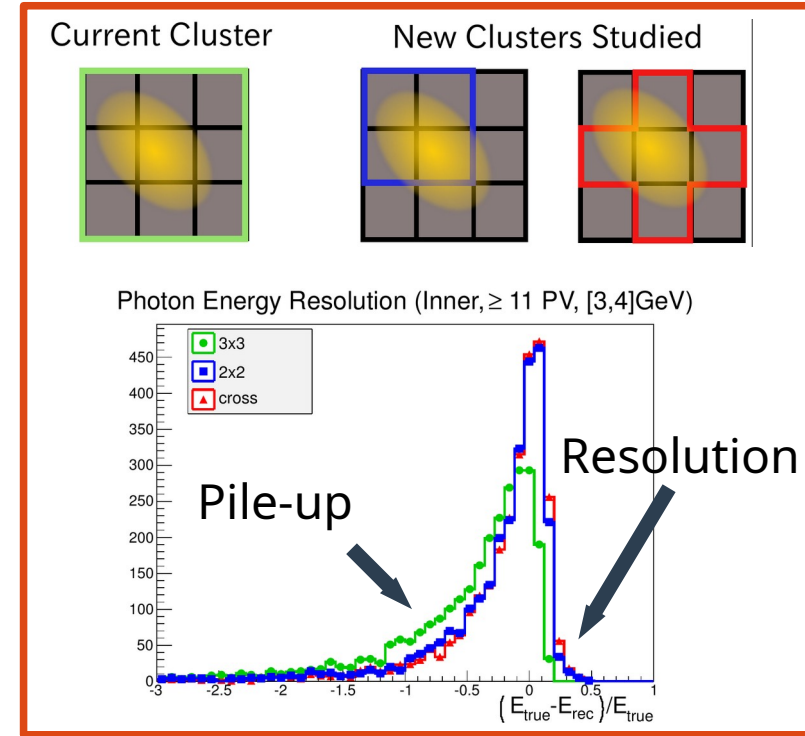 Current Cluster
New Clusters Studied
Photon Energy Resolution (Inner, ≥ 11 PV, [3,4]GeV)
3x3
2x2
cross
Pile-up
Resolution
450
400
350
300
250
200
150
100
50
0
-3 -2.5 -2 -1.5 -1 -0.5 0 0.5 1
(E_true-E_rec)/E_true